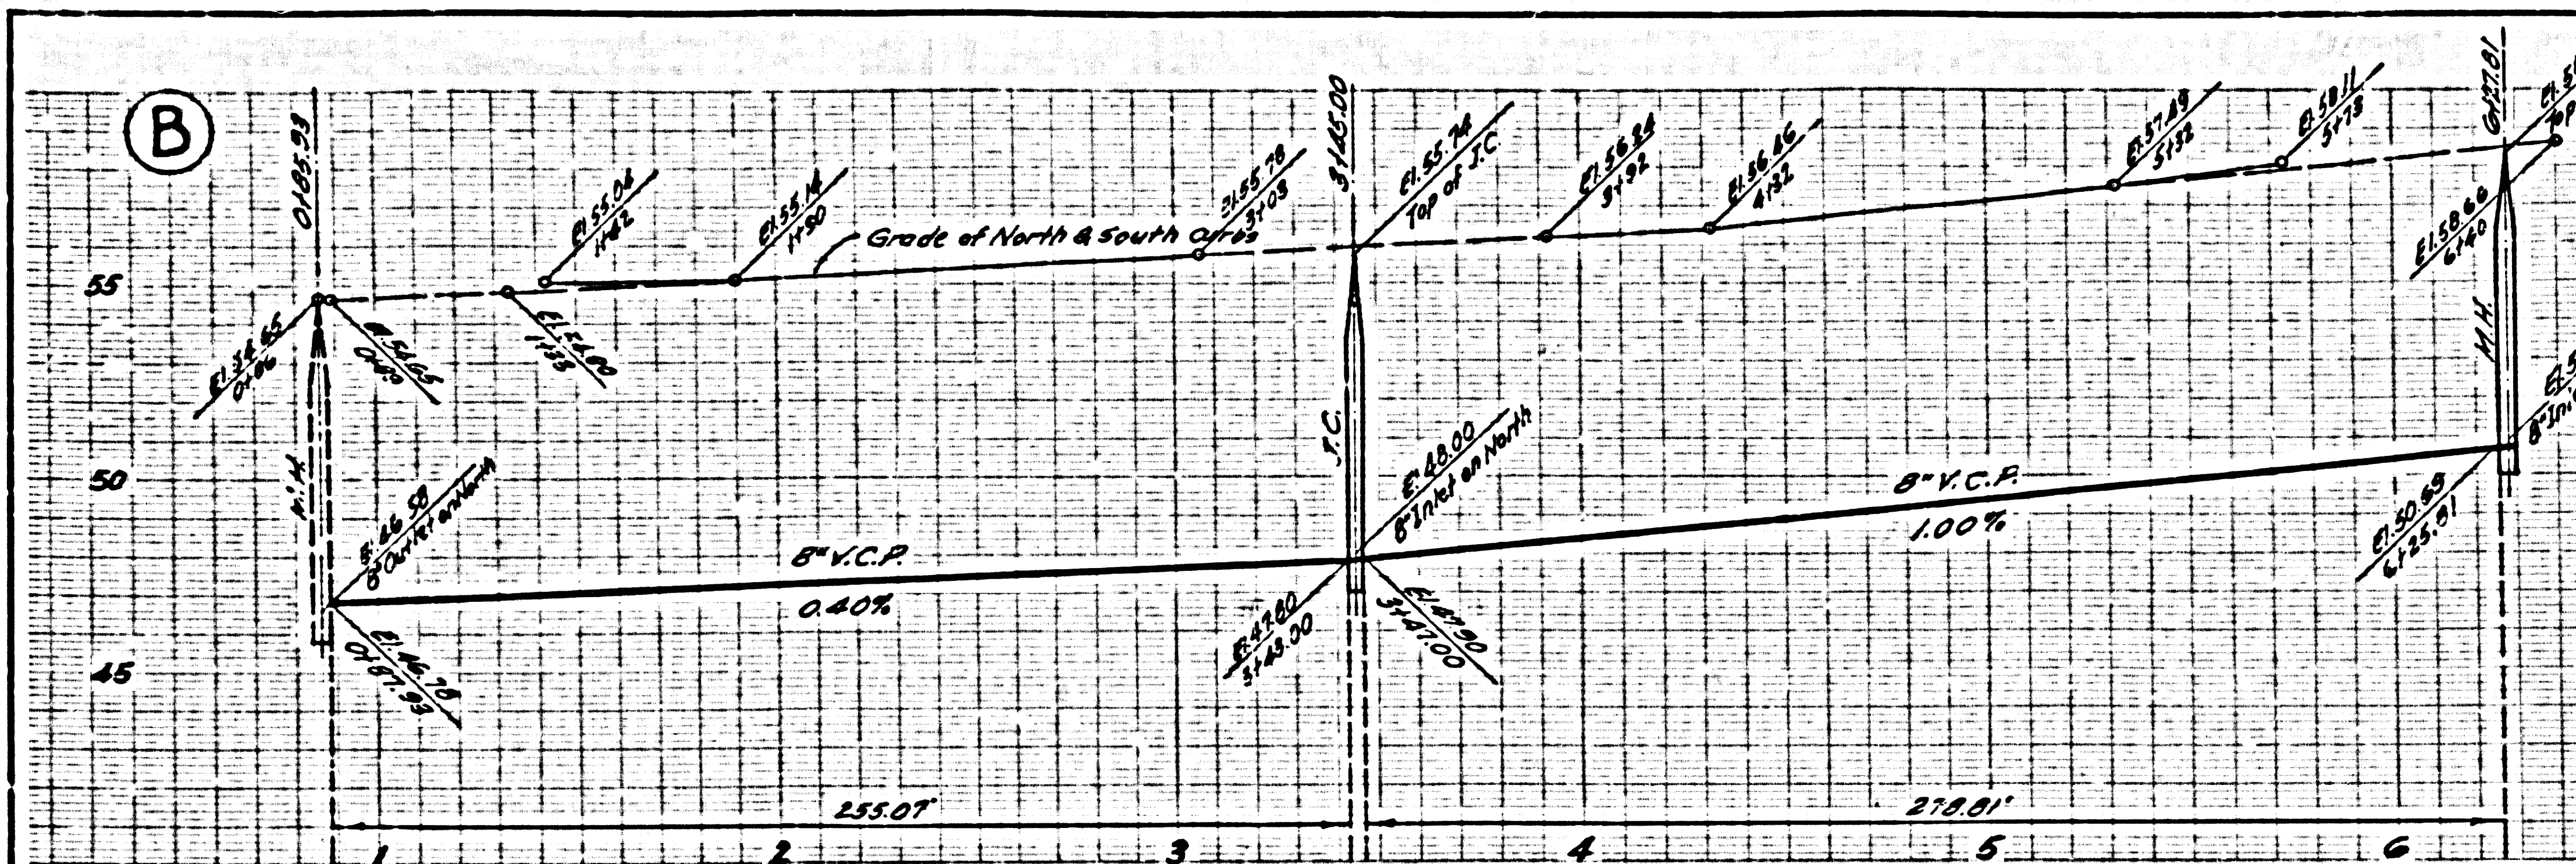 B
0+85.93
3+45.00
6+27.81
El. 55.04
1+42
El. 55.14
1+90
El. 55.78
3+03
El. 55.74
Top of J.C.
El. 56.24
3+92
El. 56.46
4+32
El. 57.49
5+32
El. 58.11
5+73
Top
Grade of North & South Curbs
El. 58.66
6+40
55
El. 54.65
0+86
El. 54.65
El. 54.80
1+33
M.H.
J.C.
M.H.
50
El. 46.58
8" Outlet on North
El. 48.00
8" Inlet on North
8" V.C.P.
1.00%
El. 50.69
6+25.81
8" V.C.P.
0.40%
El. 46.78
0+87.93
El. 47.80
3+43.00
El. 47.90
3+47.00
45
255.07'
278.81'
1 2 3 4 5 6